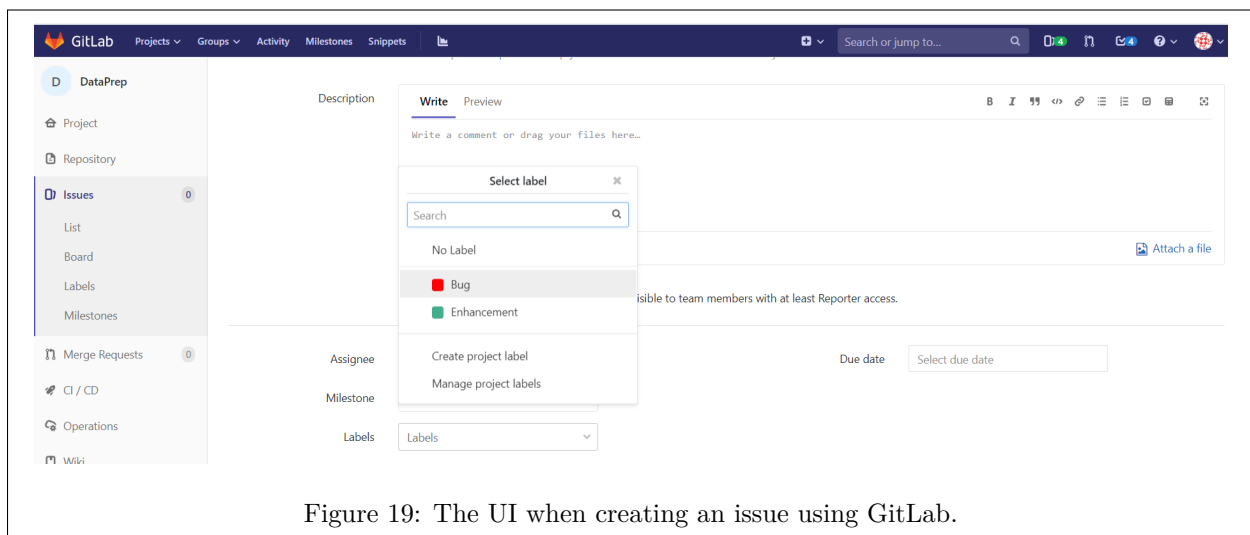 GitLab Projects Groups Activity Milestones Snippets Search or jump to... 4 4
D DataPrep
Description
Write Preview
Write a comment or drag your files here…
Project
Repository
Issues 0
List
Board
Labels
Milestones
Merge Requests 0
CI / CD
Operations
Wiki
Select label
Search
No Label
Bug
Enhancement
Create project label
Manage project labels
Attach a file
isible to team members with at least Reporter access.
Assignee
Due date Select due date
Milestone
Labels Labels
Figure 19: The UI when creating an issue using GitLab.